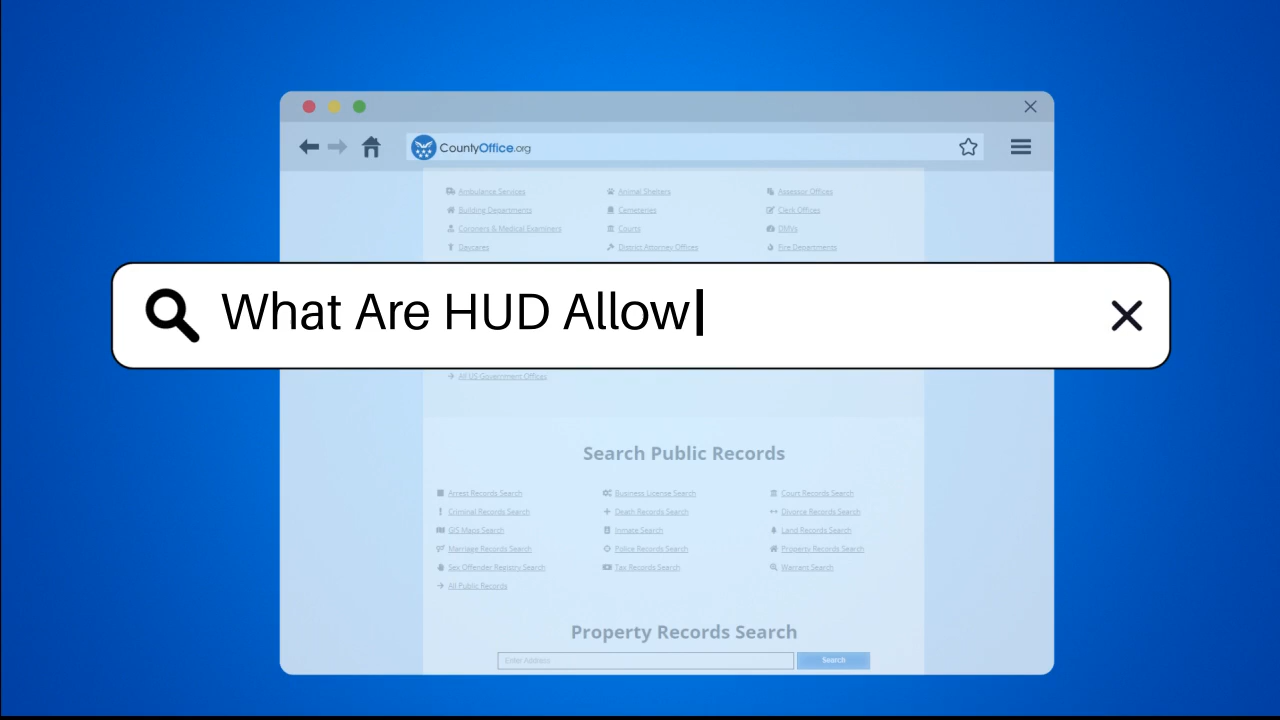 CountyOffice.org
Ambulance Services Animal Shelters Assessor Offices
Building Departments Cemeteries Clerk Offices
Coroners & Medical Examiners Courts DMVs
Daycares District Attorney Offices Fire Departments
What Are HUD Allow
All US Government Offices
Search Public Records
Arrest Records Search Business License Search Court Records Search
Criminal Records Search Death Records Search Divorce Records Search
GIS Maps Search Inmate Search Land Records Search
Marriage Records Search Police Records Search Property Records Search
Sex Offender Registry Search Tax Records Search Warrant Search
All Public Records
Property Records Search
Enter Address Search